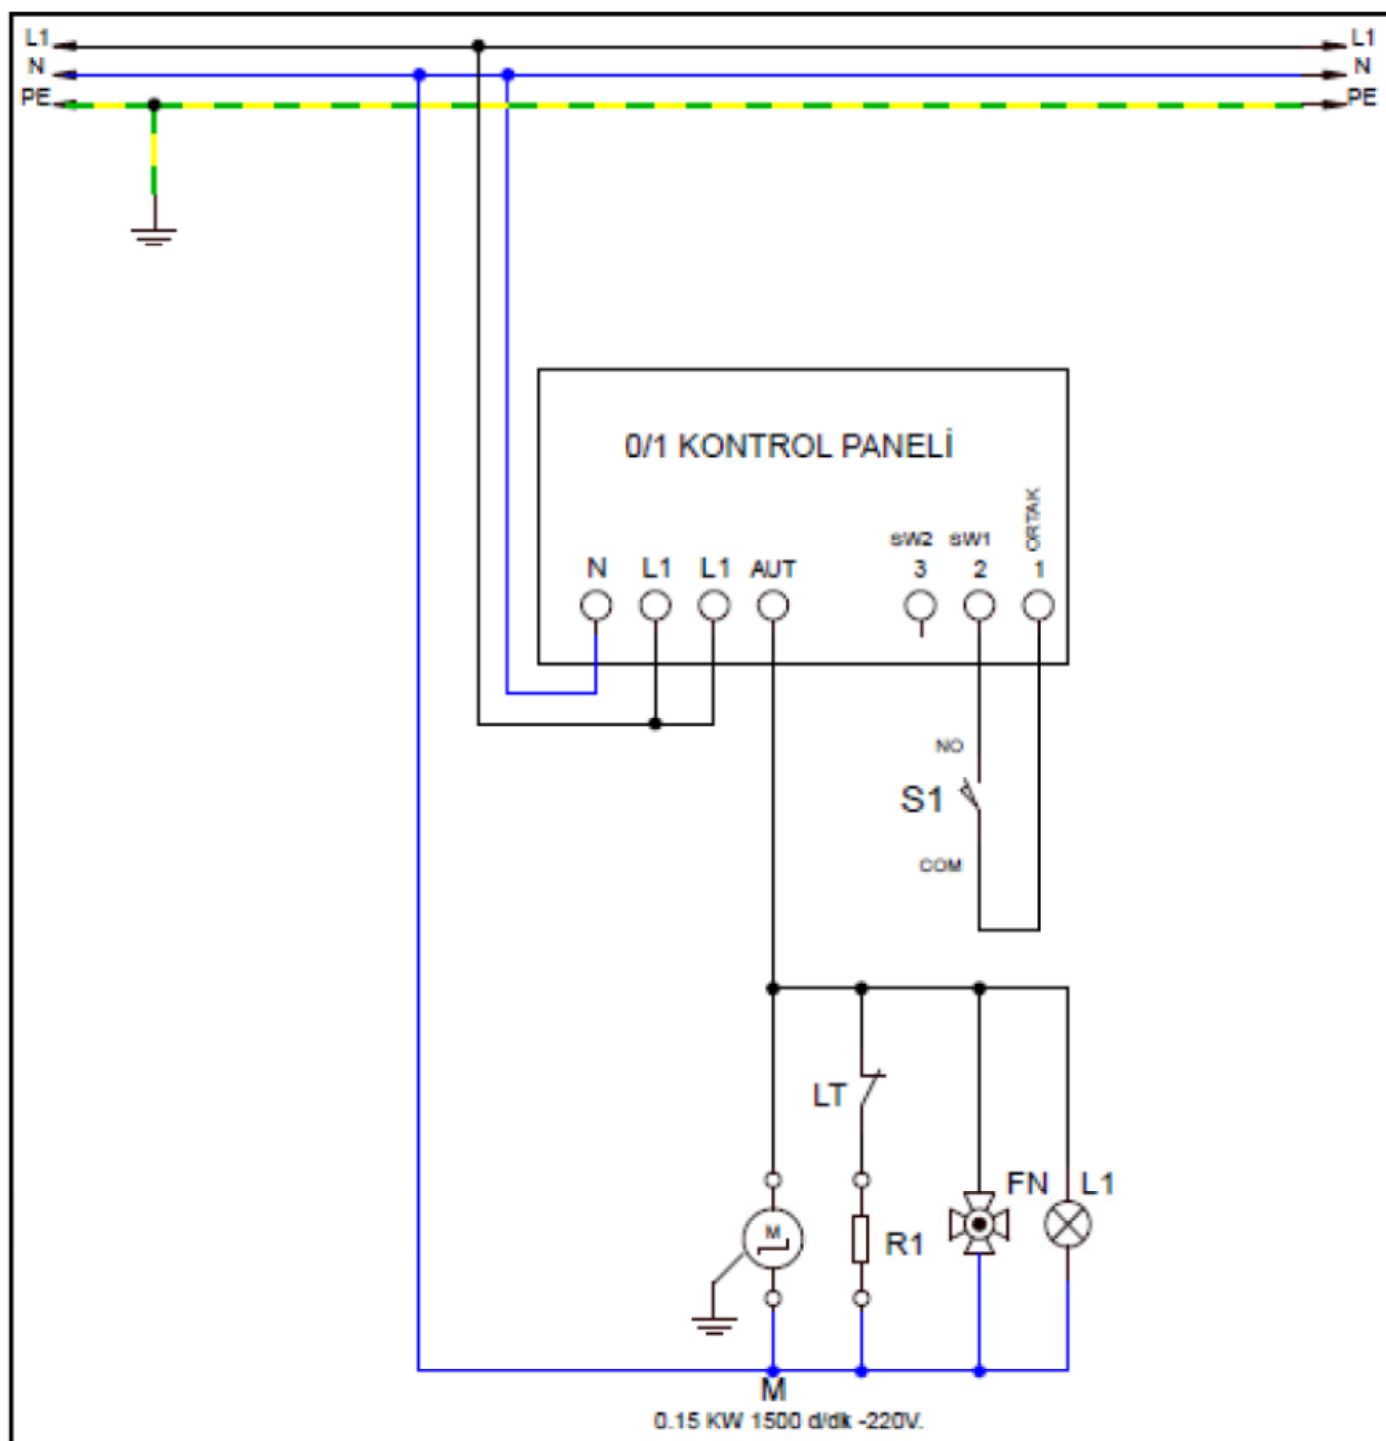 L1 L1
N N
PE PE
0/1 KONTROL PANELİ
SW2 SW1 ORTAK
N L1 L1 AUT 3 2 1
NO
S1
COM
LT
FN L1
M
R1
M
0.15 KW 1500 d/dk -220V.